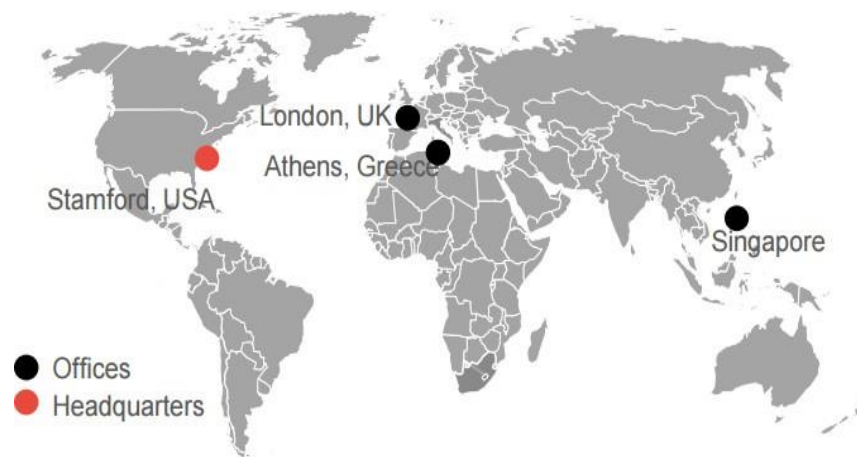 London, UK
Athens, Greece
Stamford, USA
Singapore
Offices
Headquarters